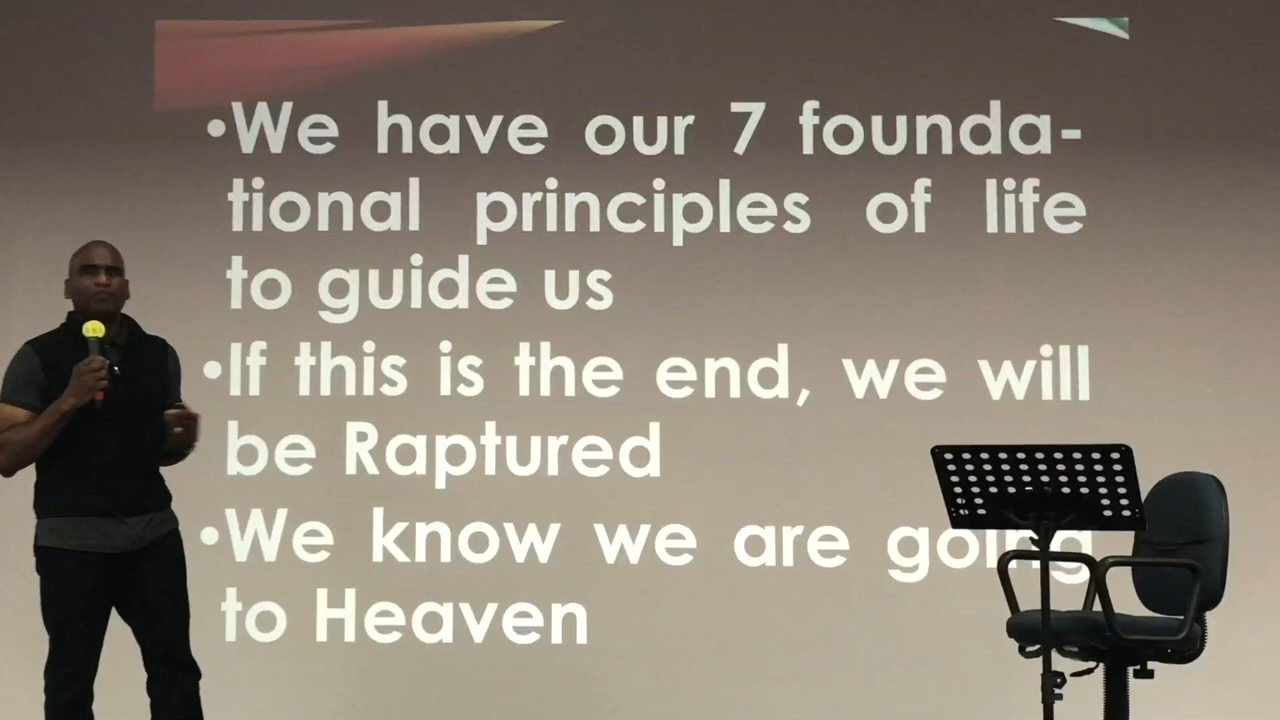 •We have our 7 founda-
tional principles of life
to guide us
•If this is the end, we will
be Raptured
•We know we are going
to Heaven